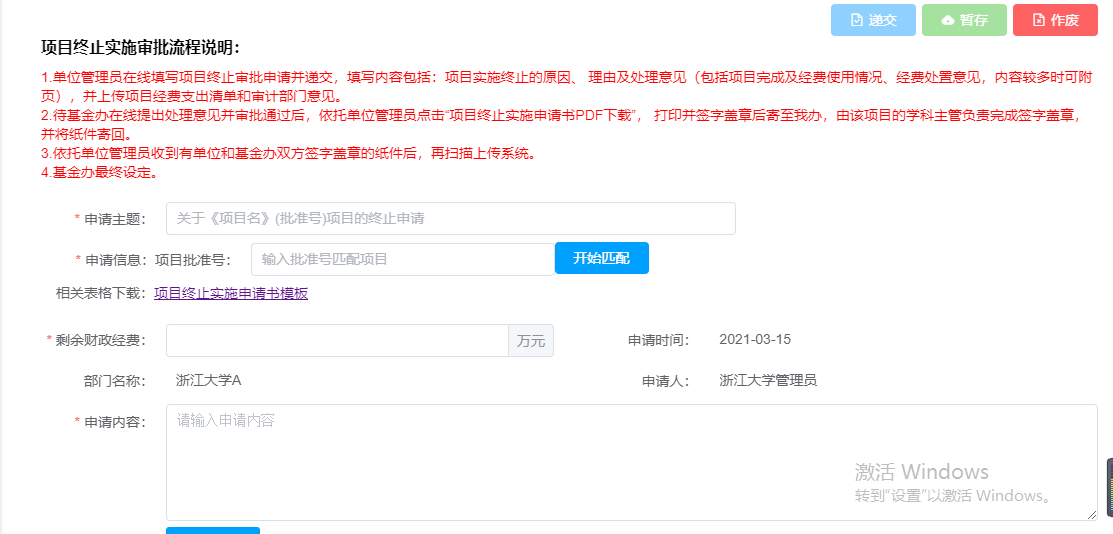 递交 暂存 作废
项目终止实施审批流程说明：
1.单位管理员在线填写项目终止审批申请并递交，填写内容包括：项目实施终止的原因、 理由及处理意见（包括项目完成及经费使用情况、经费处置意见，内容较多时可附
页），并上传项目经费支出清单和审计部门意见。
2.待基金办在线提出处理意见并审批通过后，依托单位管理员点击“项目终止实施申请书PDF下载”， 打印并签字盖章后寄至我办，由该项目的学科主管负责完成签字盖章，
并将纸件寄回。
3.依托单位管理员收到有单位和基金办双方签字盖章的纸件后，再扫描上传系统。
4.基金办最终设定。
* 申请主题： 关于《项目名》(批准号)项目的终止申请
* 申请信息：项目批准号： 输入批准号匹配项目 开始匹配
相关表格下载：项目终止实施申请书模板
* 剩余财政经费： 万元 申请时间： 2021-03-15
部门名称： 浙江大学A 申请人： 浙江大学管理员
* 申请内容： 请输入申请内容
激活 Windows
转到“设置”以激活 Windows。